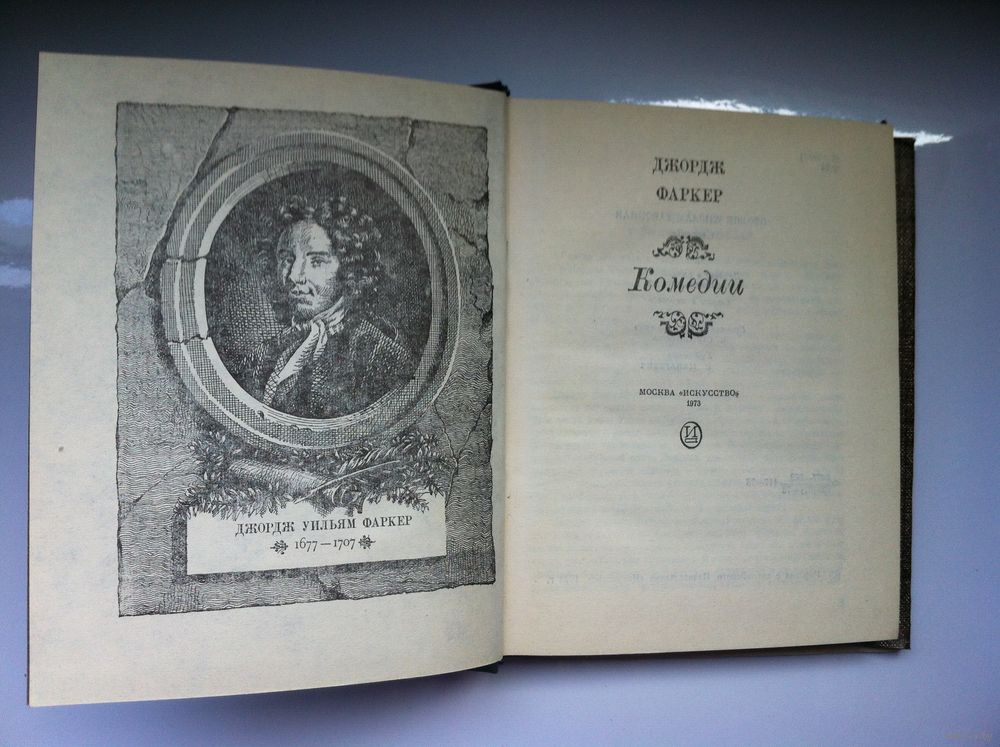 ДЖОРДЖ УИЛЬЯМ ФАРКЕР
1677—1707
ДЖОРДЖ
ФАРКЕР
Комедии
МОСКВА «ИСКУССТВО»
1973
И